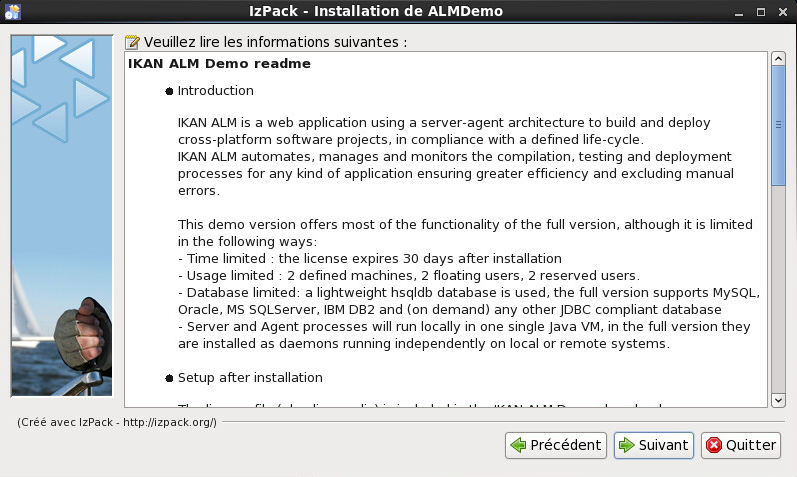 IzPack - Installation de ALMDemo
Veuillez lire les informations suivantes :
IKAN ALM Demo readme
● Introduction
IKAN ALM is a web application using a server-agent architecture to build and deploy
cross-platform software projects, in compliance with a defined life-cycle.
IKAN ALM automates, manages and monitors the compilation, testing and deployment
processes for any kind of application ensuring greater efficiency and excluding manual
errors.
This demo version offers most of the functionality of the full version, although it is limited
in the following ways:
- Time limited : the license expires 30 days after installation
- Usage limited : 2 defined machines, 2 floating users, 2 reserved users.
- Database limited: a lightweight hsqldb database is used, the full version supports MySQL,
Oracle, MS SQLServer, IBM DB2 and (on demand) any other JDBC compliant database
- Server and Agent processes will run locally in one single Java VM, in the full version they
are installed as daemons running independently on local or remote systems.
● Setup after installation
(Créé avec IzPack - http://izpack.org/)
Précédent
Suivant
Quitter